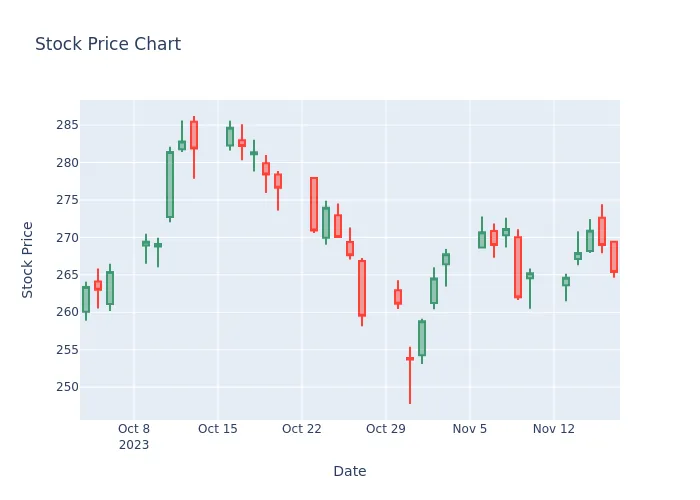 Stock Price Chart
Stock Price
285
280
275
270
265
260
255
250
Oct 8
2023
Oct 15
Oct 22
Oct 29
Nov 5
Nov 12
Date